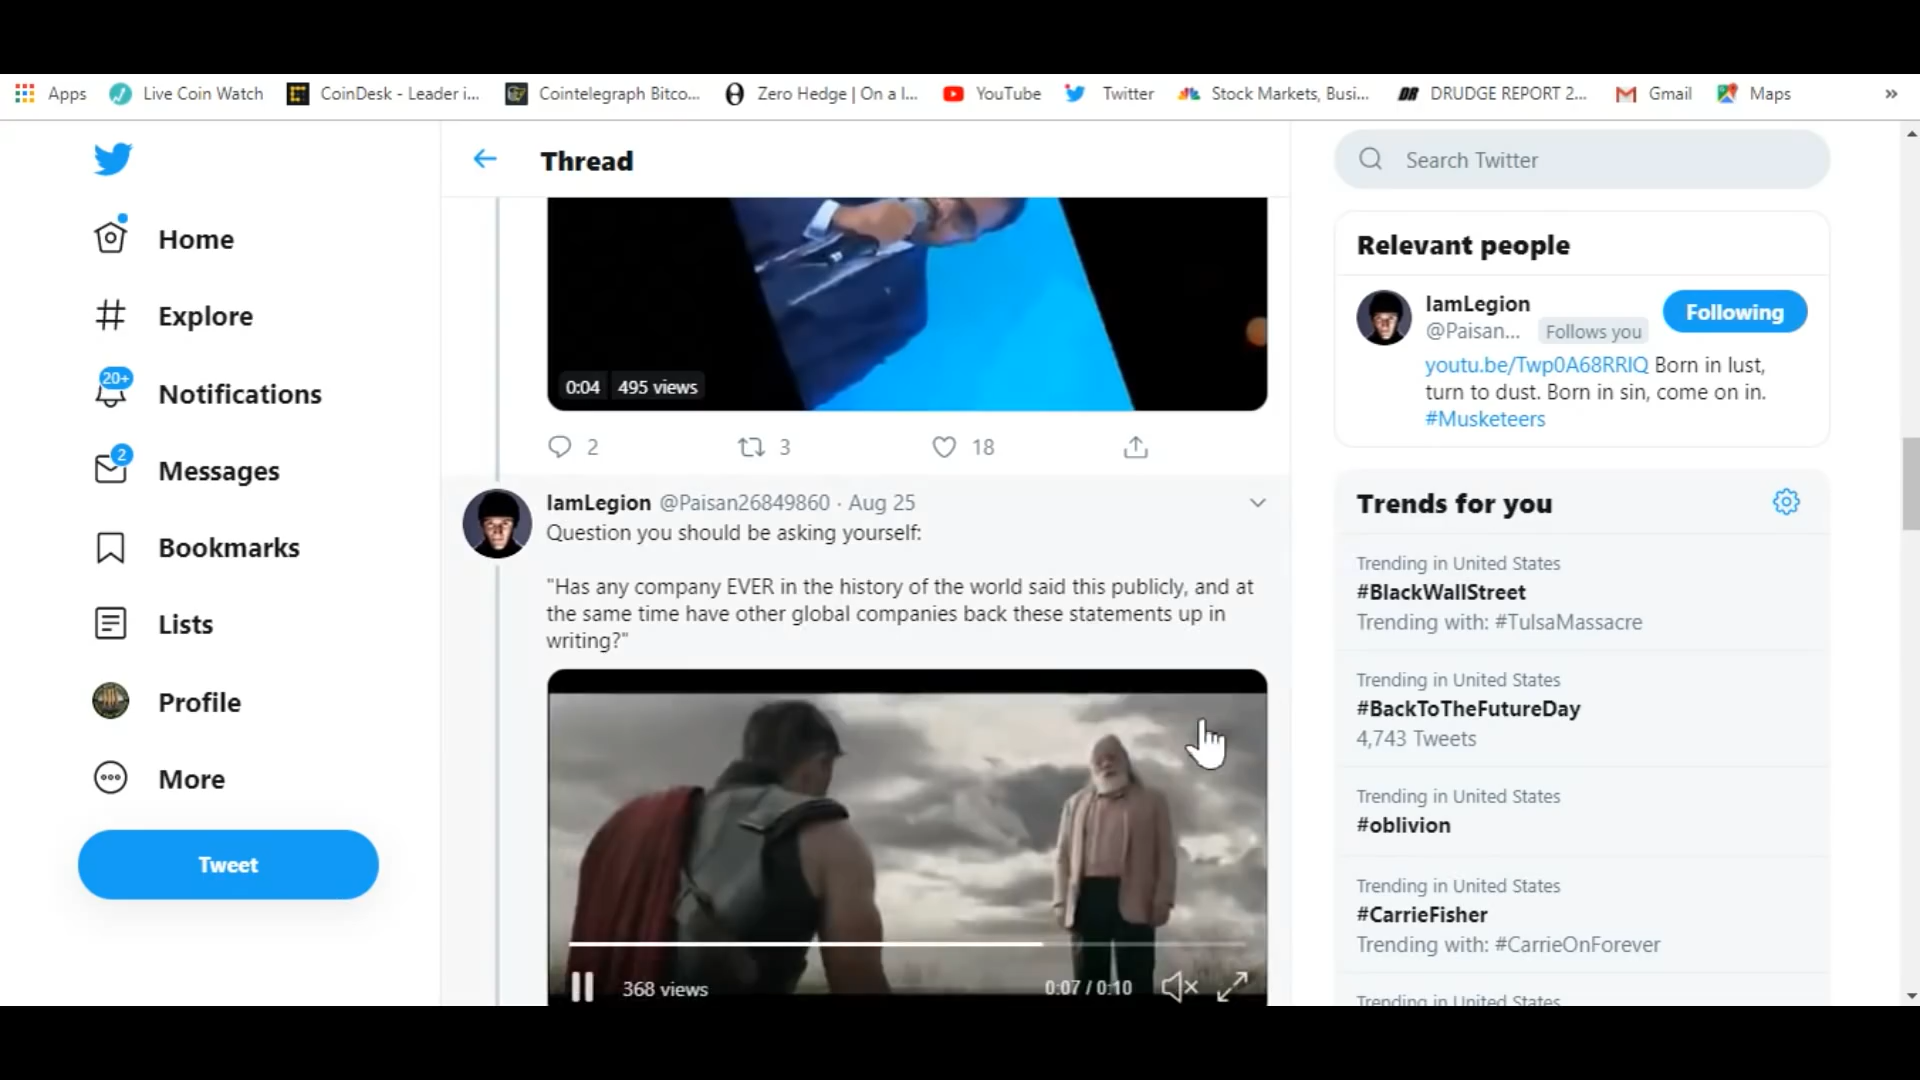 Apps Live Coin Watch CoinDesk - Leader i... Cointelegraph Bitco... Zero Hedge | On a l... YouTube Twitter Stock Markets, Busi... DRUDGE REPORT 2... Gmail Maps »
Thread
Search Twitter
Home
Explore
20+
Notifications
2
Messages
Bookmarks
Lists
Profile
More
Tweet
0:04 495 views
2 3 18
IamLegion @Paisan26849860 · Aug 25
Question you should be asking yourself:
"Has any company EVER in the history of the world said this publicly, and at
the same time have other global companies back these statements up in
writing?"
368 views 0:07 / 0:10
Relevant people
IamLegion
@Paisan... Follows you
Following
youtu.be/Twp0A68RRlQ Born in lust,
turn to dust. Born in sin, come on in.
#Musketeers
Trends for you
Trending in United States
#BlackWallStreet
Trending with: #TulsaMassacre
Trending in United States
#BackToTheFutureDay
4,743 Tweets
Trending in United States
#oblivion
Trending in United States
#CarrieFisher
Trending with: #CarrieOnForever
Trending in United States